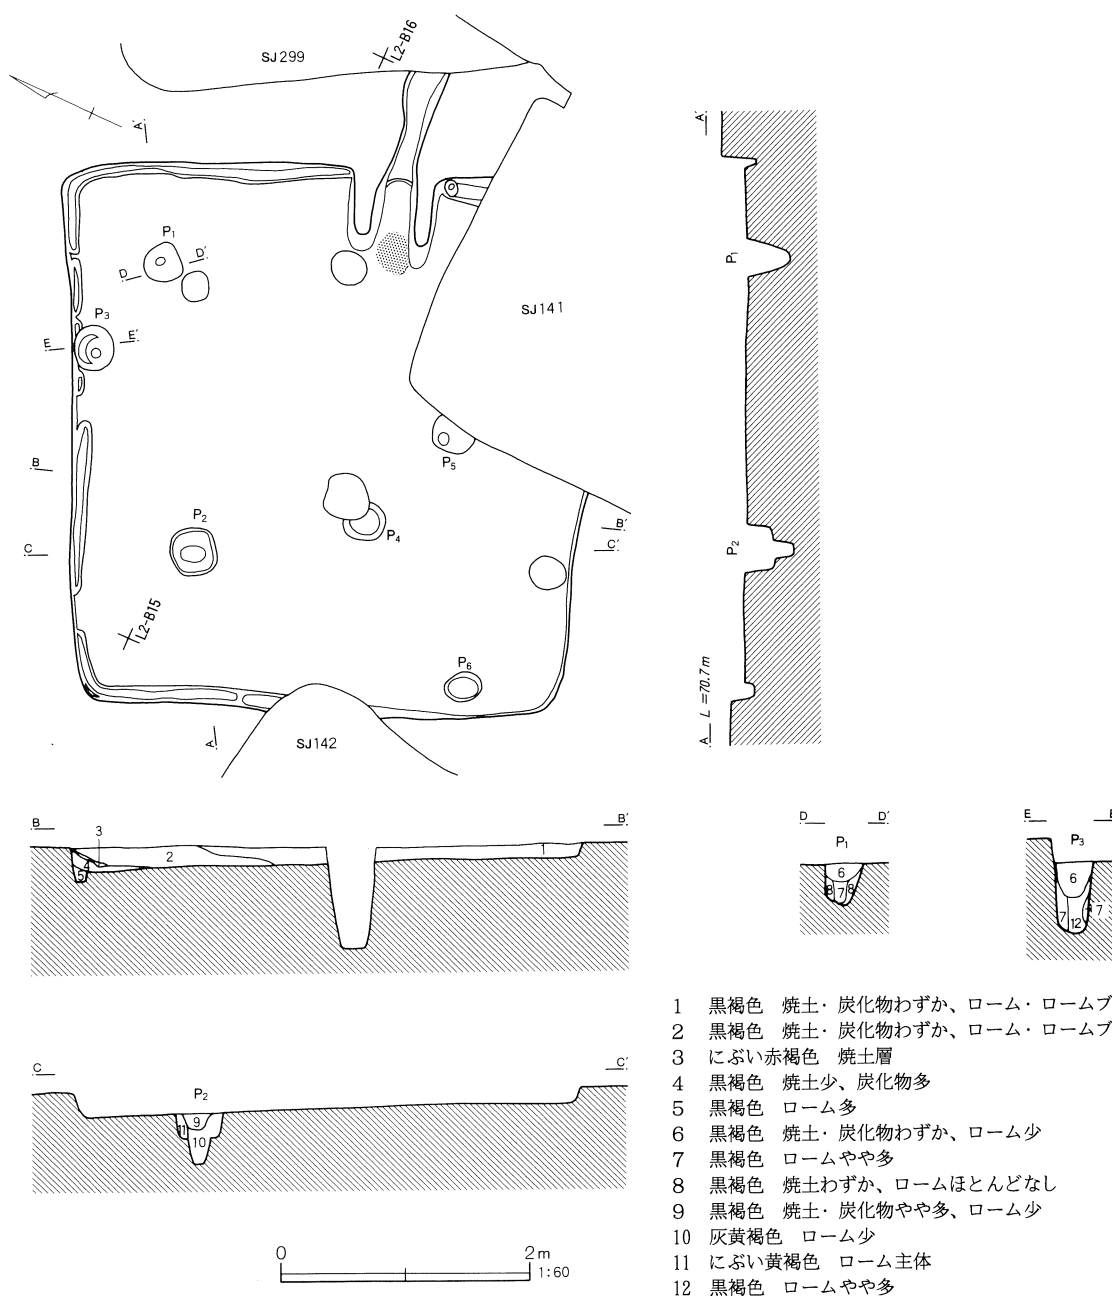 SJ299
L2-B16
A′
P1
D D′
P3
E E′
SJ141
B
P5
P2
P4
B′
C C′
L2-B15
P6
A
SJ142
A′
P1
P2
A L=70.7m
B B′
3
2
1
4
5
D D′
P1
6
8 7 8
E
P3
6
7 12 7
C C′
P2
9
11 10
0 2m
1:60
1 黒褐色 焼土・炭化物わずか、ローム・ロームブ
2 黒褐色 焼土・炭化物わずか、ローム・ロームブ
3 にぶい赤褐色 焼土層
4 黒褐色 焼土少、炭化物多
5 黒褐色 ローム多
6 黒褐色 焼土・炭化物わずか、ローム少
7 黒褐色 ロームやや多
8 黒褐色 焼土わずか、ロームほとんどなし
9 黒褐色 焼土・炭化物やや多、ローム少
10 灰黄褐色 ローム少
11 にぶい黄褐色 ローム主体
12 黒褐色 ロームやや多